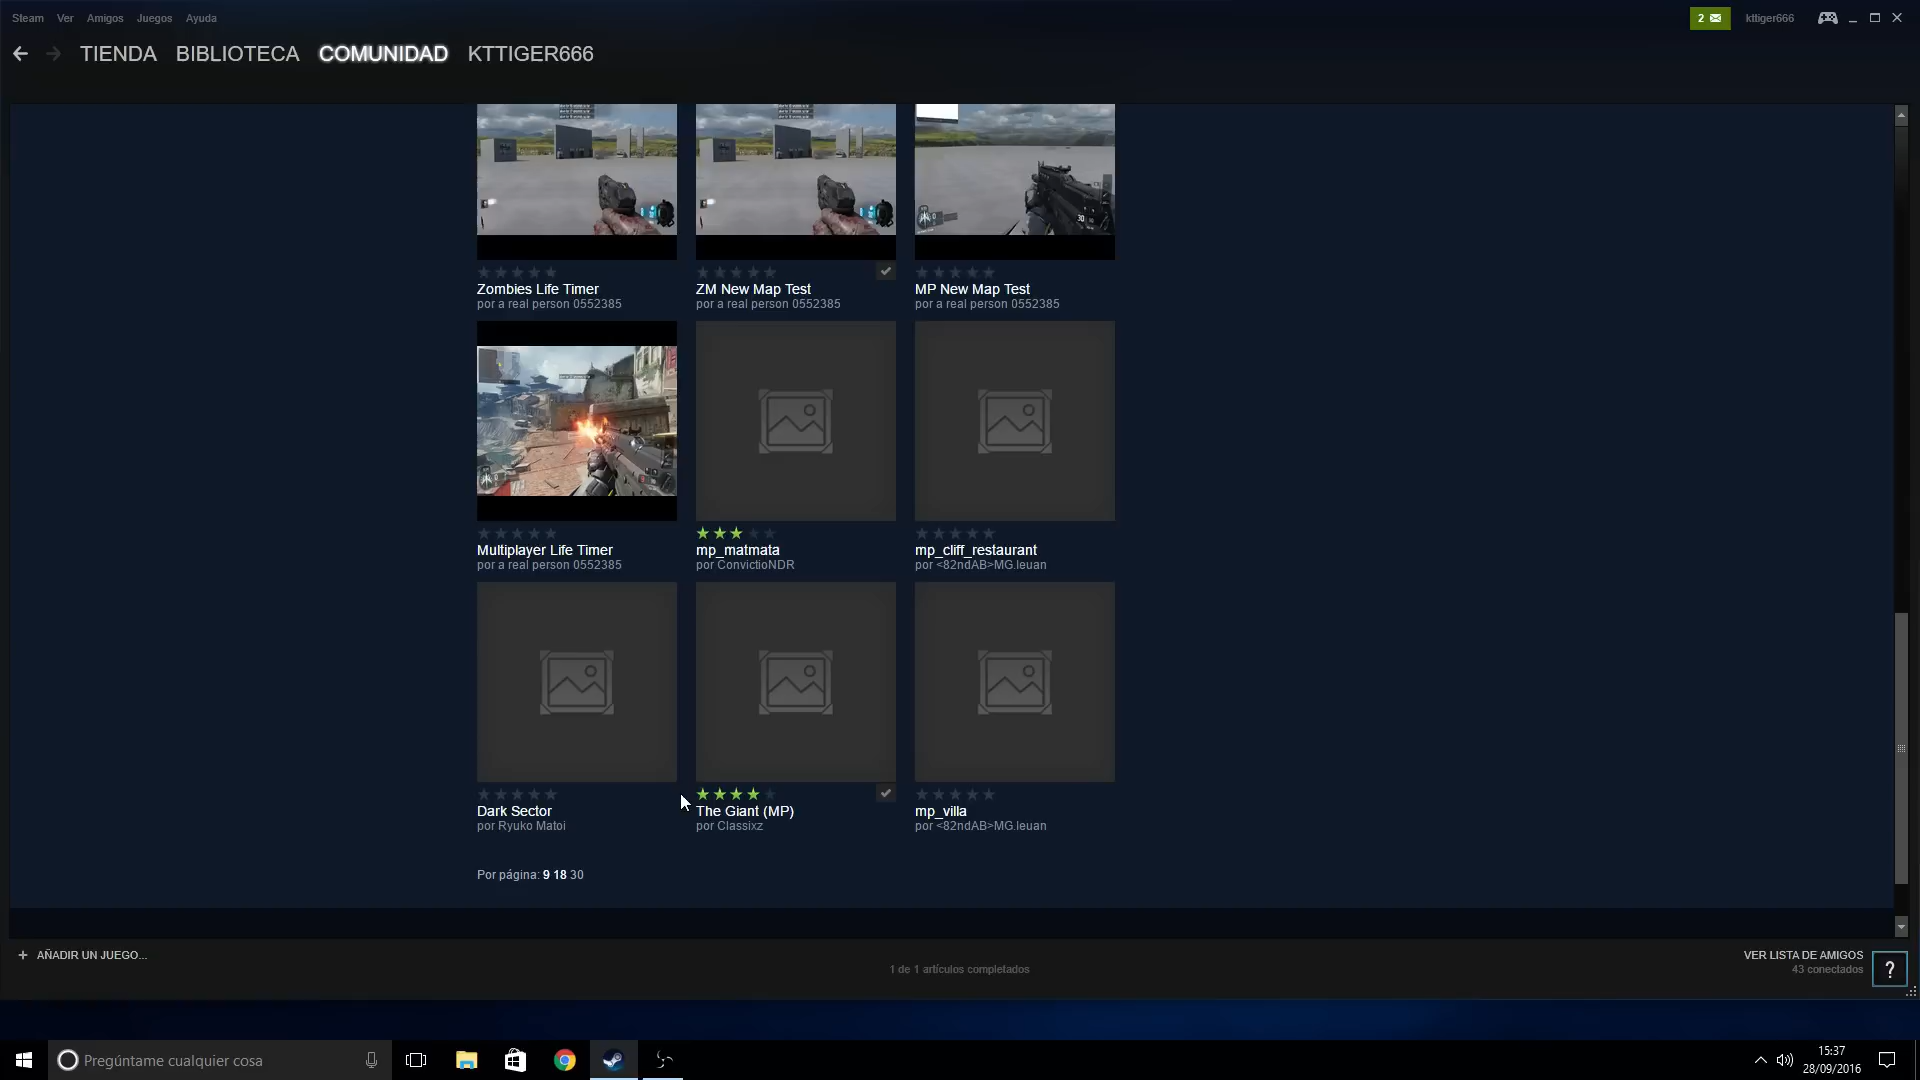 Steam Ver Amigos Juegos Ayuda
2 kttiger666
TIENDA BIBLIOTECA COMUNIDAD KTTIGER666
Zombies Life Timer
por a real person 0552385
ZM New Map Test
por a real person 0552385
MP New Map Test
por a real person 0552385
Multiplayer Life Timer
por a real person 0552385
mp_matmata
por ConvictioNDR
mp_cliff_restaurant
por <82ndAB>MG.Ieuan
Dark Sector
por Ryuko Matoi
The Giant (MP)
por Classixz
mp_villa
por <82ndAB>MG.Ieuan
Por página: 9 18 30
+ AÑADIR UN JUEGO...
1 de 1 artículos completados
VER LISTA DE AMIGOS
43 conectados
?
Pregúntame cualquier cosa
15:37
28/09/2016